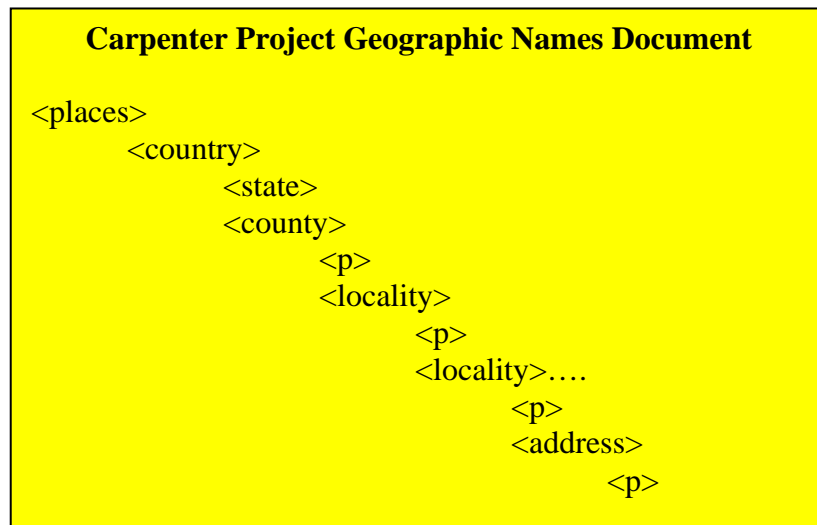 Carpenter Project Geographic Names Document
<places>
<country>
<state>
<county>
<p>
<locality>
<p>
<locality>….
<p>
<address>
<p>